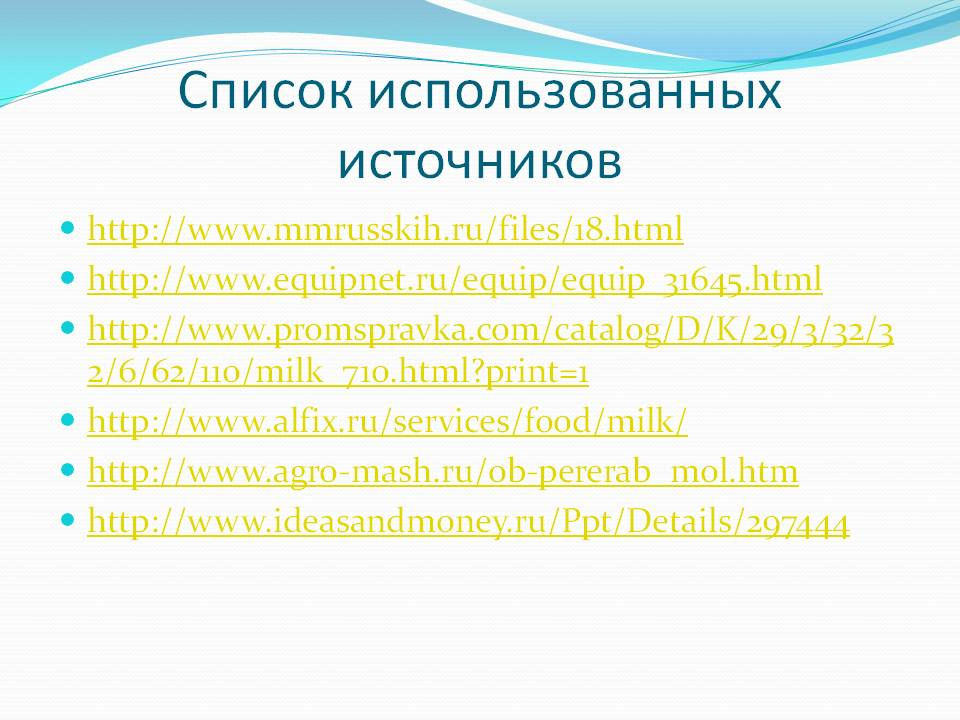 Список использованных
источников
• http://www.mmrusskih.ru/files/18.html
• http://www.equipnet.ru/equip/equip_31645.html
• http://www.promspravka.com/catalog/D/K/29/3/32/3
2/6/62/110/milk_710.html?print=1
• http://www.alfix.ru/services/food/milk/
• http://www.agro-mash.ru/ob-pererab_mol.htm
• http://www.ideasandmoney.ru/Ppt/Details/297444